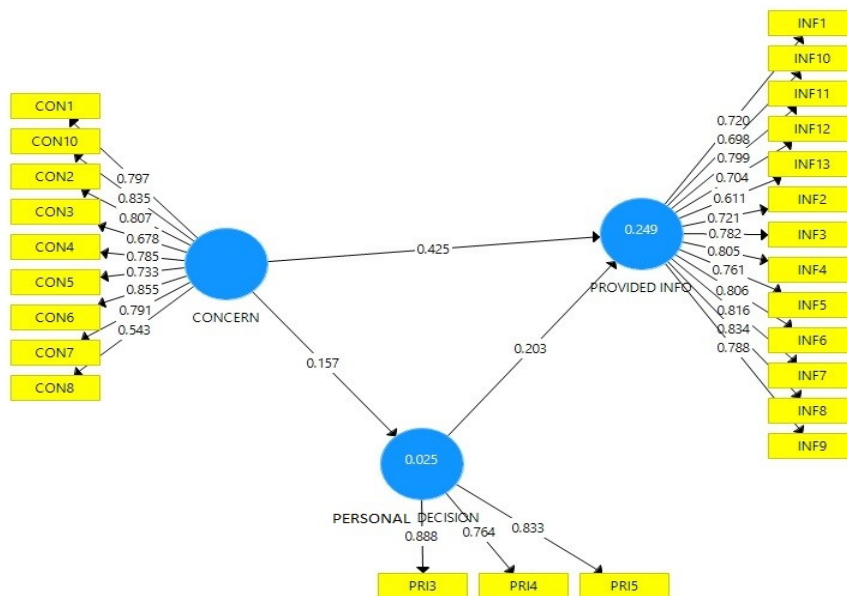 CON1
CON10
CON2
CON3
CON4
CON5
CON6
CON7
CON8
0.797
0.835
0.807
0.678
0.785
0.733
0.855
0.791
0.543
CONCERN
0.425
0.157
0.203
0.025
PERSONAL DECISION
0.888
0.764
0.833
PRI3
PRI4
PRI5
0.249
PROVIDED INFO
0.720
0.698
0.799
0.704
0.611
0.721
0.782
0.805
0.761
0.806
0.816
0.834
0.788
INF1
INF10
INF11
INF12
INF13
INF2
INF3
INF4
INF5
INF6
INF7
INF8
INF9